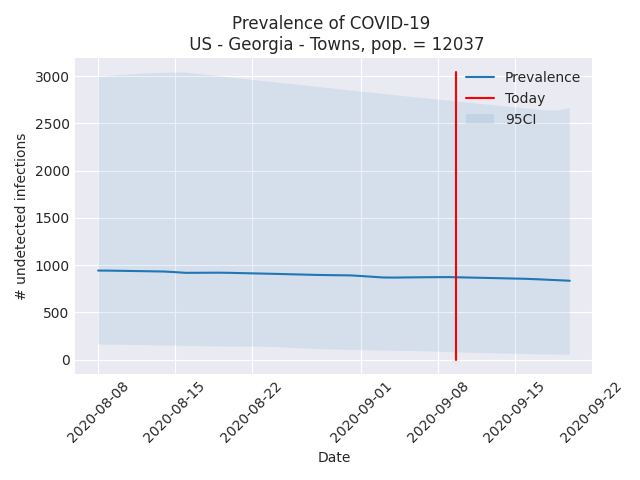 Prevalence of COVID-19
US - Georgia - Towns, pop. = 12037
Prevalence
Today
95CI
3000
2500
2000
1500
1000
500
0
# undetected infections
2020-08-08
2020-08-15
2020-08-22
2020-09-01
2020-09-08
2020-09-15
2020-09-22
Date